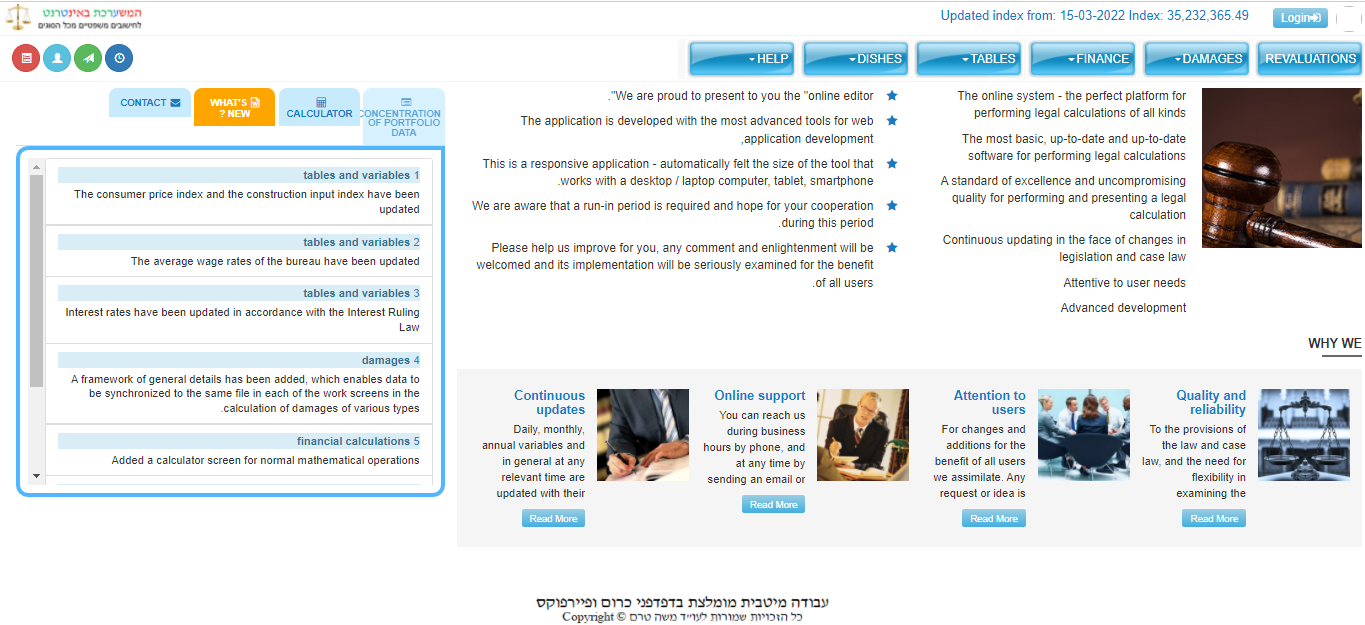 המשערכת באינטרנט
לחישובים משפטיים מכל הסוגים
Updated index from: 15-03-2022 Index: 35,232,365.49
Login
HELP
DISHES
TABLES
FINANCE
DAMAGES
REVALUATIONS
CONTACT
WHAT'S
? NEW
CALCULATOR
CONCENTRATION
OF PORTFOLIO
DATA
tables and variables 1
The consumer price index and the construction input index have been
updated
tables and variables 2
The average wage rates of the bureau have been updated
tables and variables 3
Interest rates have been updated in accordance with the Interest Ruling
Law
damages 4
A framework of general details has been added, which enables data to
be synchronized to the same file in each of the work screens in the
.calculation of damages of various types
financial calculations 5
Added a calculator screen for normal mathematical operations
."We are proud to present to you the "online editor
The application is developed with the most advanced tools for web
,application development
This is a responsive application - automatically felt the size of the tool that
.works with a desktop / laptop computer, tablet, smartphone
We are aware that a run-in period is required and hope for your cooperation
.during this period
Please help us improve for you, any comment and enlightenment will be
welcomed and its implementation will be seriously examined for the benefit
.of all users
The online system - the perfect platform for
performing legal calculations of all kinds
The most basic, up-to-date and up-to-date
software for performing legal calculations
A standard of excellence and uncompromising
quality for performing and presenting a legal
calculation
Continuous updating in the face of changes in
legislation and case law
Attentive to user needs
Advanced development
WHY WE
Continuous
updates
Daily, monthly,
annual variables and
in general at any
relevant time are
updated with their
Read More
Online support
You can reach us
during business
hours by phone, and
at any time by
sending an email or
Read More
Attention to
users
For changes and
additions for the
benefit of all users
we assimilate. Any
request or idea is
Read More
Quality and
reliability
To the provisions of
the law and case
law, and the need for
flexibility in
examining the
Read More
עבודה מיטבית מומלצת בדפדפני כרום ופיירפוקס
כל הזכויות שמורות לעו״ד משה טרם © Copyright